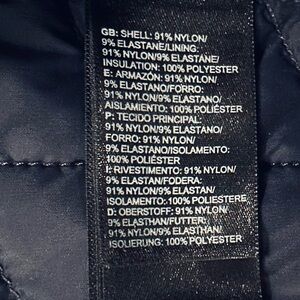 GB: SHELL: 91% NYLON/
9% ELASTANE/LINING:
91% NYLON/9% ELASTANE/
INSULATION: 100% POLYESTER
E: ARMAZÓN: 91% NYLON/
9% ELASTANO/FORRO:
91% NYLON/9% ELASTANO/
AISLAMIENTO: 100% POLIÉSTER
P: TECIDO PRINCIPAL:
91% NYLON/9% ELASTANO/
FORRO: 91% NYLON/
9% ELASTANO/ISOLAMENTO:
100% POLIÉSTER
I: RIVESTIMENTO: 91% NYLON/
9% ELASTAN/FODERA:
91% NYLON/9% ELASTAN/
ISOLAMENTO: 100% POLIESTERE
D: OBERSTOFF: 91% NYLON/
9% ELASTHAN/FUTTER:
91% NYLON/9% ELASTHAN/
ISOLIERUNG: 100% POLYESTER